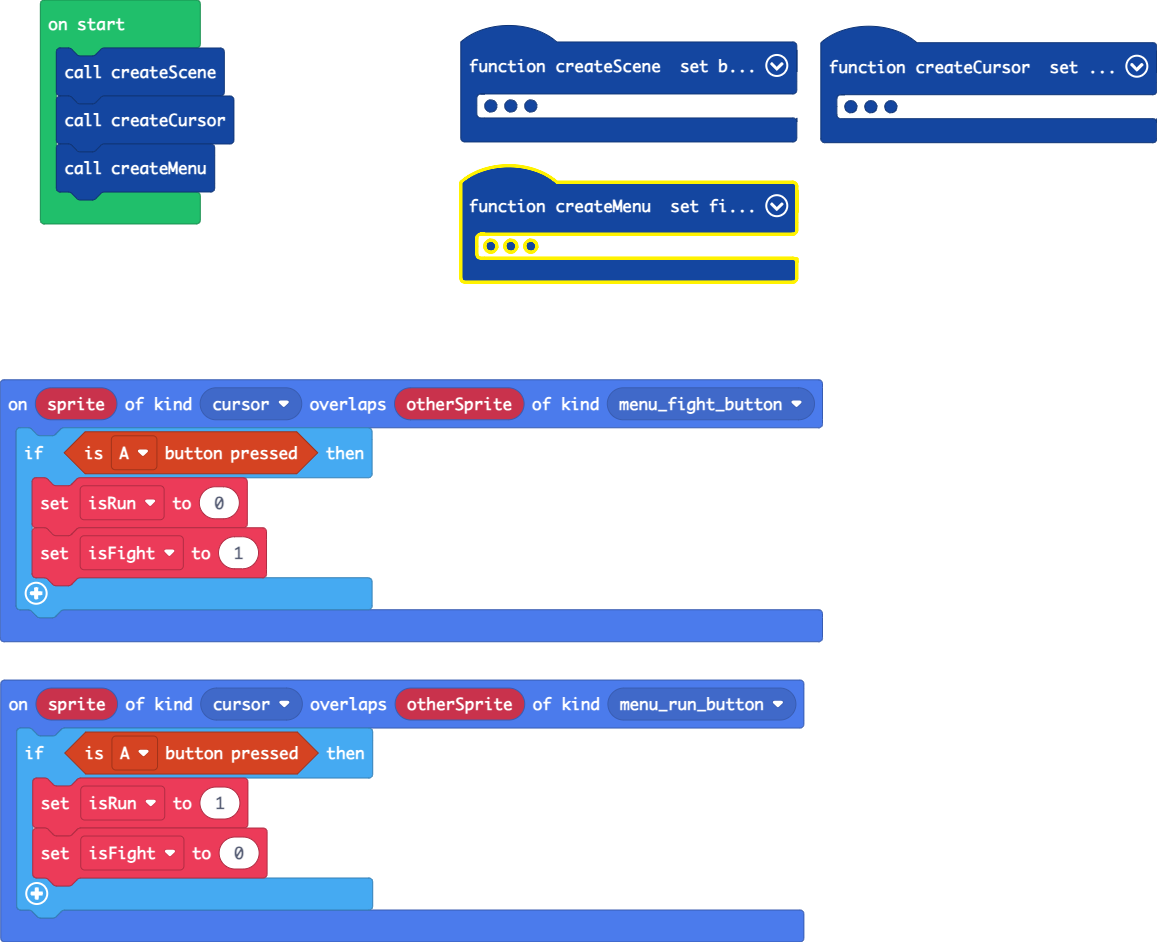 on start
call createScene
call createCursor
call createMenu
function createScene set b...
function createCursor set ...
function createMenu set fi...
on sprite of kind cursor overlaps otherSprite of kind menu_fight_button
if is A button pressed then
set isRun to 0
set isFight to 1
on sprite of kind cursor overlaps otherSprite of kind menu_run_button
if is A button pressed then
set isRun to 1
set isFight to 0